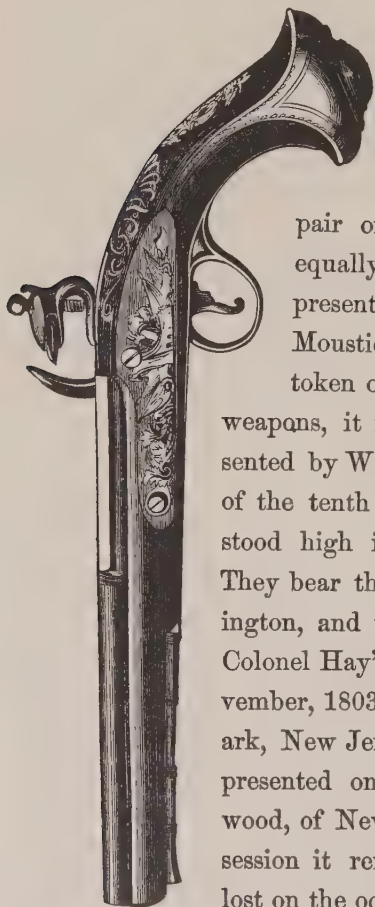 pair or
equally
present
Moustie
token o
weapons, it
sented by W
of the tenth
stood high i
They bear th
ington, and
Colonel Hay'
vember, 1803
ark, New Jer
presented on
wood, of Nev
session it re
lost on the oc